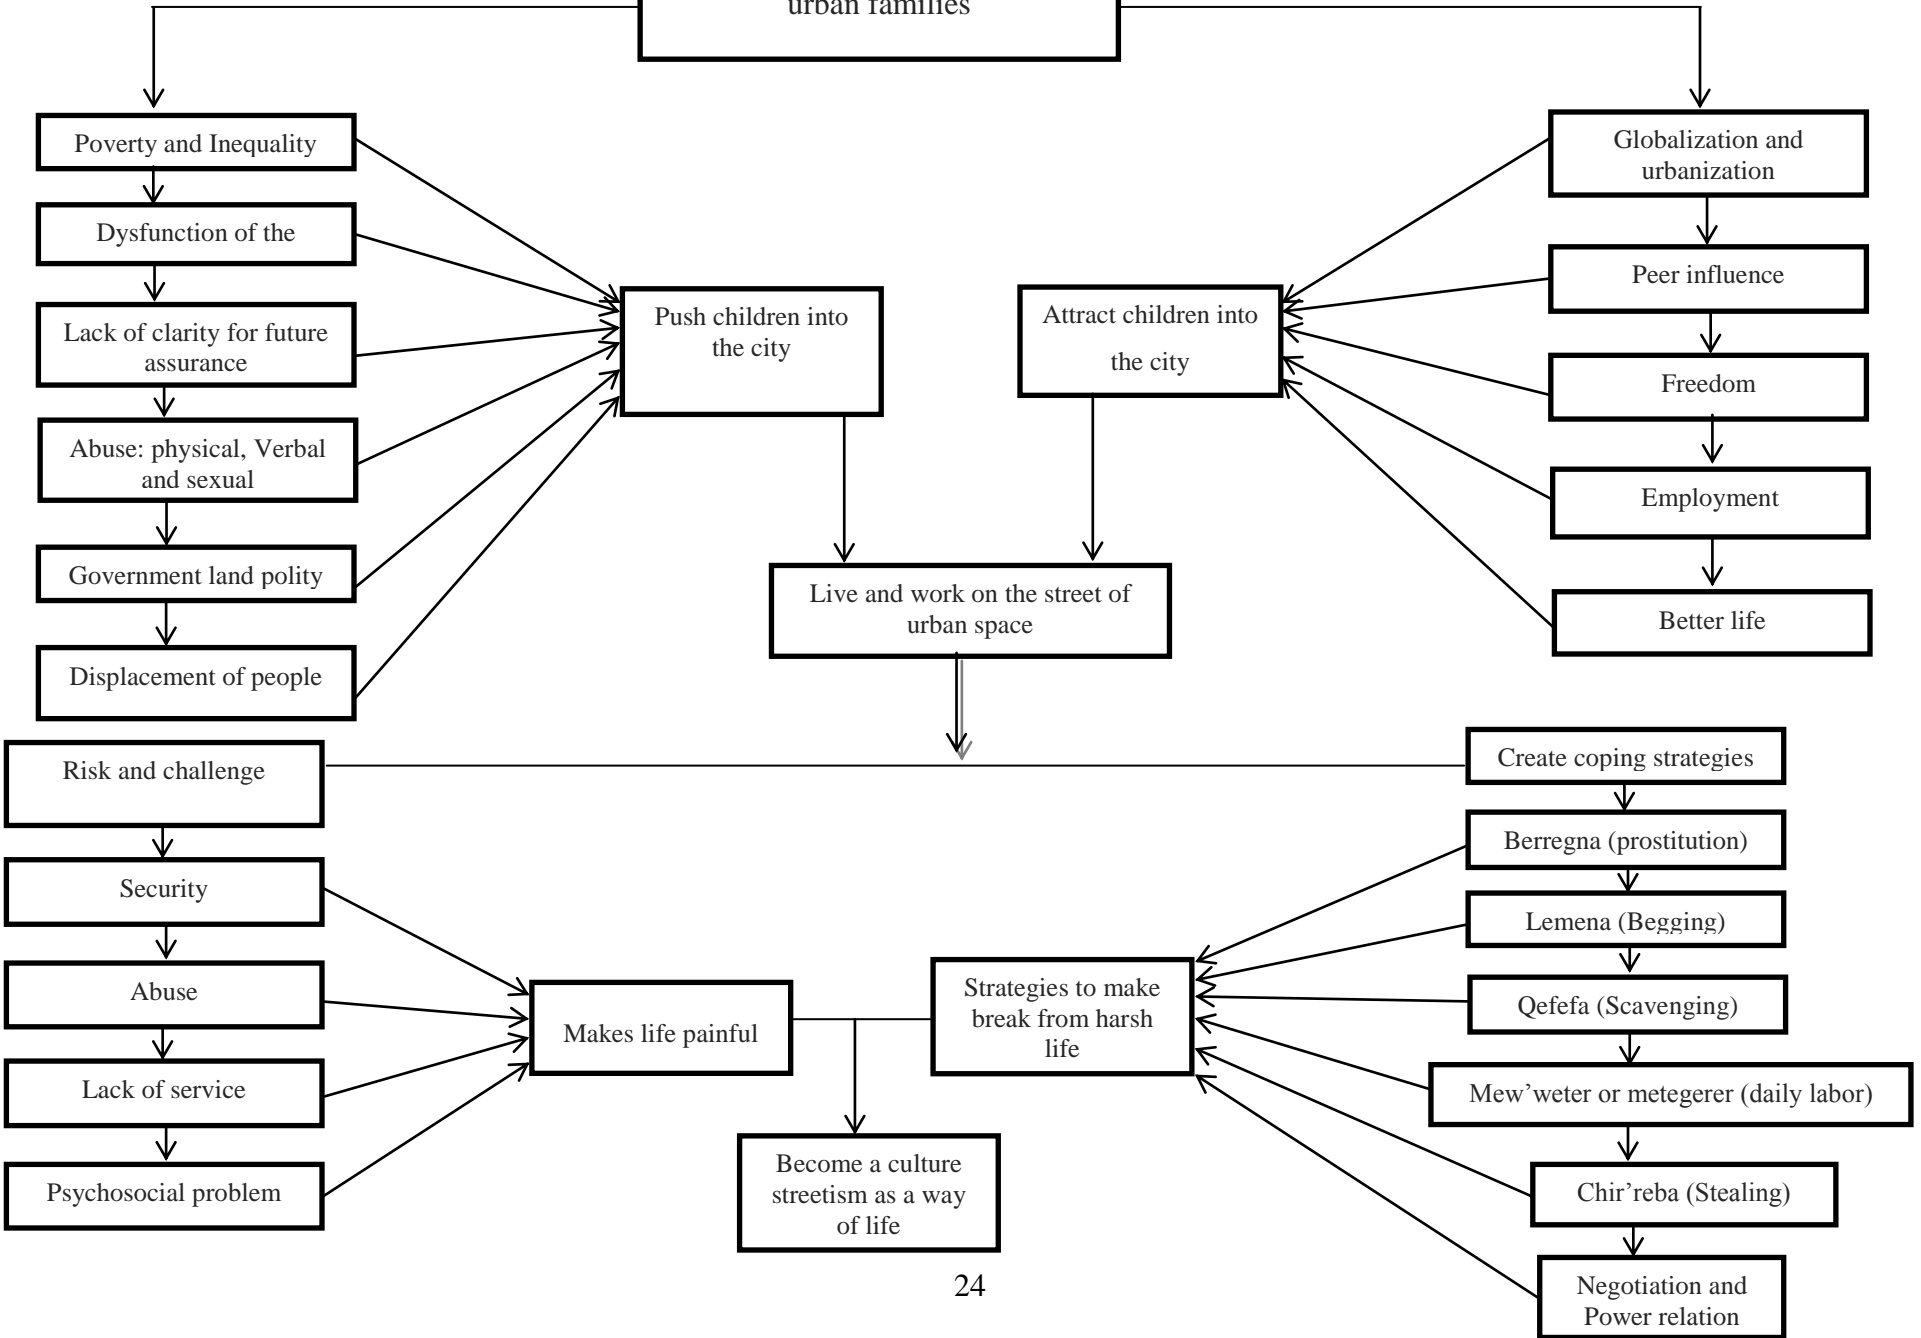 urban families
Poverty and Inequality
Dysfunction of the
Lack of clarity for future
assurance
Abuse: physical, Verbal
and sexual
Government land polity
Displacement of people
Push children into
the city
Attract children into
the city
Globalization and
urbanization
Peer influence
Freedom
Employment
Better life
Live and work on the street of
urban space
Risk and challenge
Security
Abuse
Lack of service
Psychosocial problem
Makes life painful
Strategies to make
break from harsh
life
Become a culture
streetism as a way
of life
Create coping strategies
Berregna (prostitution)
Lemena (Begging)
Qefefa (Scavenging)
Mew’weter or metegerer (daily labor)
Chir’reba (Stealing)
Negotiation and
Power relation
24